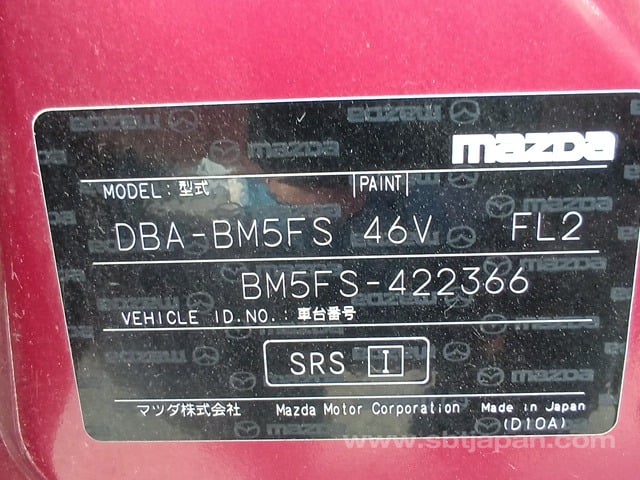 mazda
MODEL:型式 PAINT
DBA-BM5FS 46V FL2
BM5FS-422366
VEHICLE ID.NO.:車台番号
SRS I
マツダ株式会社 Mazda Motor Corporation Made in Japan
(D10A)
www.sbtjapan.com